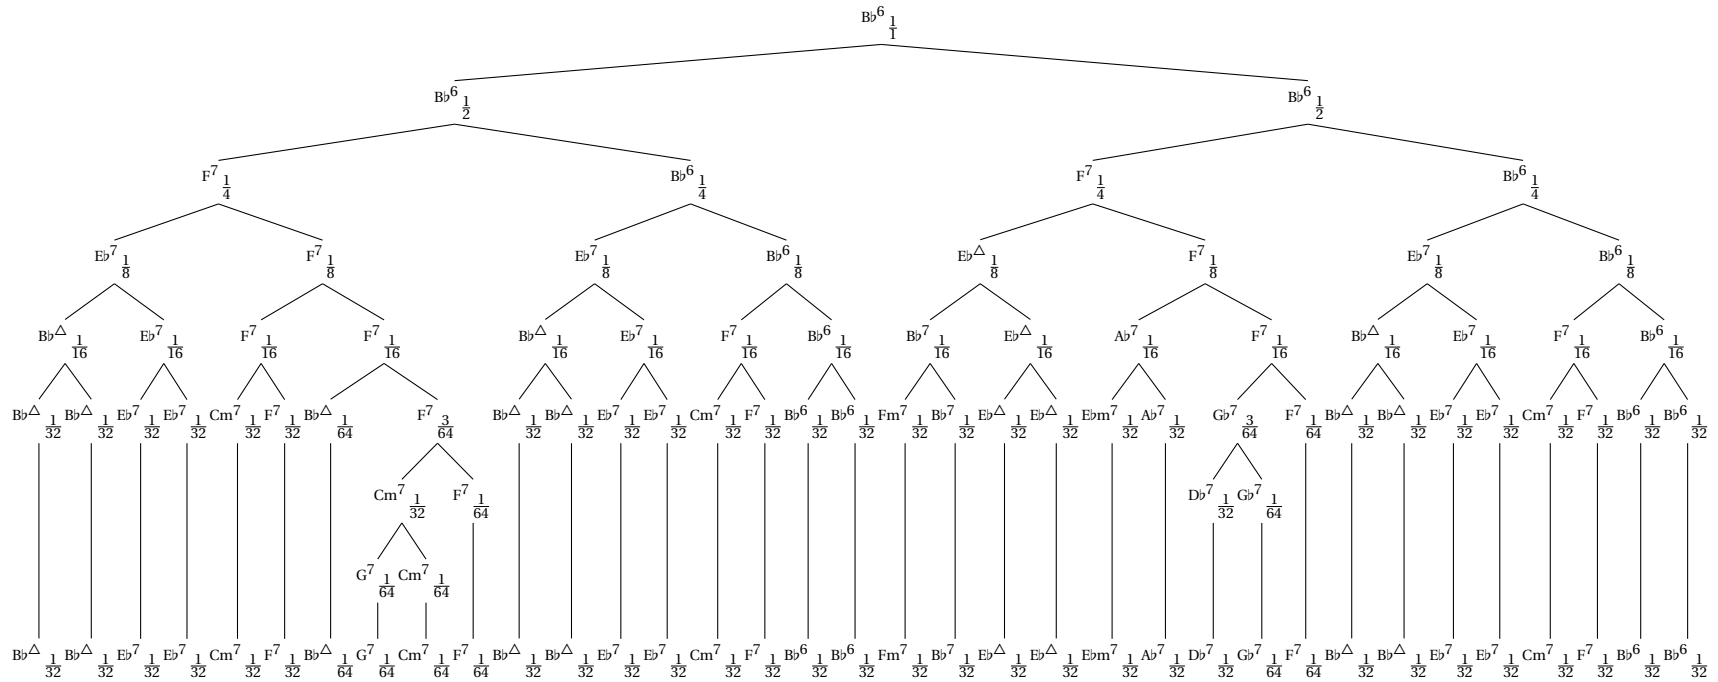 B♭6 1/1
B♭6 1/2 B♭6 1/2
F7 1/4 B♭6 1/4 F7 1/4 B♭6 1/4
E♭7 1/8 F7 1/8 E♭7 1/8 B♭6 1/8 E♭△ 1/8 F7 1/8 E♭7 1/8 B♭6 1/8
B♭△ 1/16 E♭7 1/16 F7 1/16 F7 1/16 B♭△ 1/16 E♭7 1/16 F7 1/16 B♭6 1/16 B♭7 1/16 E♭△ 1/16 A♭7 1/16 F7 1/16 B♭△ 1/16 E♭7 1/16 F7 1/16 B♭6 1/16
B♭△ 1/32 B♭△ 1/32 E♭7 1/32 E♭7 1/32 Cm7 1/32 F7 1/32 B♭△ 1/64 F7 3/64 B♭△ 1/32 B♭△ 1/32 E♭7 1/32 E♭7 1/32 Cm7 1/32 F7 1/32 B♭6 1/32 B♭6 1/32 Fm7 1/32 B♭7 1/32 E♭△ 1/32 E♭△ 1/32 E♭m7 1/32 A♭7 1/32 G♭7 3/64 F7 1/64 B♭△ 1/32 B♭△ 1/32 E♭7 1/32 E♭7 1/32 Cm7 1/32 F7 1/32 B♭6 1/32 B♭6 1/32
Cm7 1/32 F7 1/64 D♭7 1/32 G♭7 1/64
G7 1/64 Cm7 1/64
B♭△ 1/32 B♭△ 1/32 E♭7 1/32 E♭7 1/32 Cm7 1/32 F7 1/32 B♭△ 1/64 G7 1/64 Cm7 1/64 F7 1/64 B♭△ 1/32 B♭△ 1/32 E♭7 1/32 E♭7 1/32 Cm7 1/32 F7 1/32 B♭6 1/32 B♭6 1/32 Fm7 1/32 B♭7 1/32 E♭△ 1/32 E♭△ 1/32 E♭m7 1/32 A♭7 1/32 D♭7 1/32 G♭7 1/64 F7 1/64 B♭△ 1/32 B♭△ 1/32 E♭7 1/32 E♭7 1/32 Cm7 1/32 F7 1/32 B♭6 1/32 B♭6 1/32